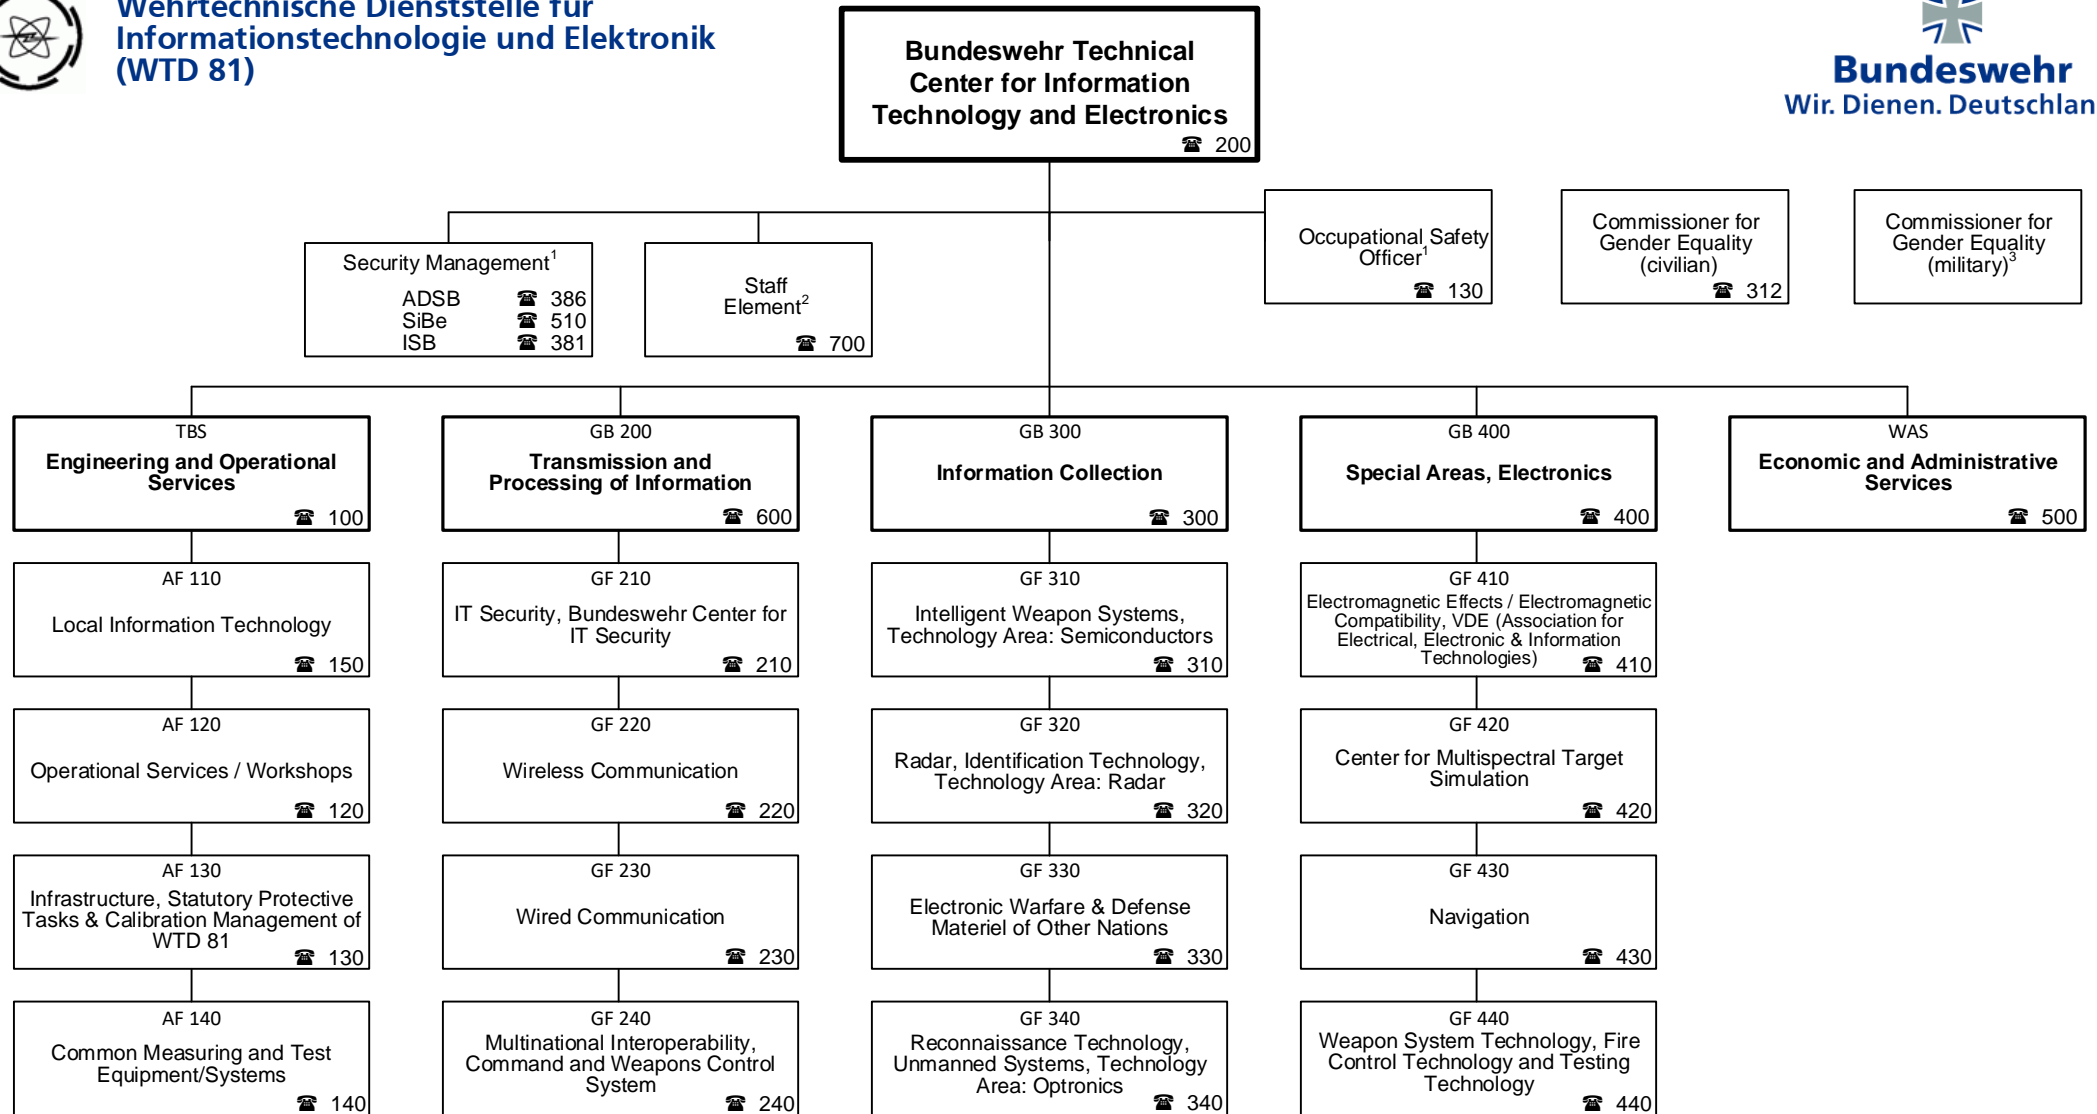 Wehrtechnische Dienststelle für
Informationstechnologie und Elektronik
(WTD 81)
Bundeswehr Technical
Center for Information
Technology and Electronics
☎ 200
Bundeswehr
Wir. Dienen. Deutschlan
Security Management¹
ADSB ☎ 386
SiBe ☎ 510
ISB ☎ 381
Staff
Element²
☎ 700
Occupational Safety
Officer¹
☎ 130
Commissioner for
Gender Equality
(civilian)
☎ 312
Commissioner for
Gender Equality
(military)³
TBS
Engineering and Operational
Services
☎ 100
GB 200
Transmission and
Processing of Information
☎ 600
GB 300
Information Collection
☎ 300
GB 400
Special Areas, Electronics
☎ 400
WAS
Economic and Administrative
Services
☎ 500
AF 110
Local Information Technology
☎ 150
GF 210
IT Security, Bundeswehr Center for
IT Security
☎ 210
GF 310
Intelligent Weapon Systems,
Technology Area: Semiconductors
☎ 310
GF 410
Electromagnetic Effects / Electromagnetic
Compatibility, VDE (Association for
Electrical, Electronic & Information
Technologies) ☎ 410
AF 120
Operational Services / Workshops
☎ 120
GF 220
Wireless Communication
☎ 220
GF 320
Radar, Identification Technology,
Technology Area: Radar
☎ 320
GF 420
Center for Multispectral Target
Simulation
☎ 420
AF 130
Infrastructure, Statutory Protective
Tasks & Calibration Management of
WTD 81
☎ 130
GF 230
Wired Communication
☎ 230
GF 330
Electronic Warfare & Defense
Materiel of Other Nations
☎ 330
GF 430
Navigation
☎ 430
AF 140
Common Measuring and Test
Equipment/Systems
☎ 140
GF 240
Multinational Interoperability,
Command and Weapons Control
System
☎ 240
GF 340
Reconnaissance Technology,
Unmanned Systems, Technology
Area: Optronics
☎ 340
GF 440
Weapon System Technology, Fire
Control Technology and Testing
Technology
☎ 440